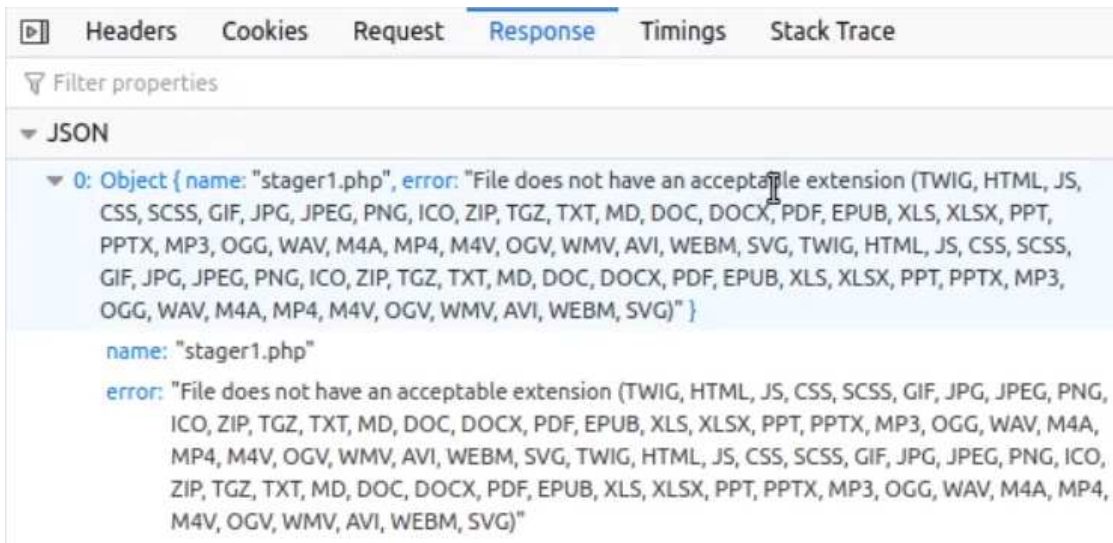 Headers Cookies Request Response Timings Stack Trace
Filter properties
JSON
0: Object { name: "stager1.php", error: "File does not have an acceptable extension (TWIG, HTML, JS,
CSS, SCSS, GIF, JPG, JPEG, PNG, ICO, ZIP, TGZ, TXT, MD, DOC, DOCX, PDF, EPUB, XLS, XLSX, PPT,
PPTX, MP3, OGG, WAV, M4A, MP4, M4V, OGV, WMV, AVI, WEBM, SVG, TWIG, HTML, JS, CSS, SCSS,
GIF, JPG, JPEG, PNG, ICO, ZIP, TGZ, TXT, MD, DOC, DOCX, PDF, EPUB, XLS, XLSX, PPT, PPTX, MP3,
OGG, WAV, M4A, MP4, M4V, OGV, WMV, AVI, WEBM, SVG)" }
name: "stager1.php"
error: "File does not have an acceptable extension (TWIG, HTML, JS, CSS, SCSS, GIF, JPG, JPEG, PNG,
ICO, ZIP, TGZ, TXT, MD, DOC, DOCX, PDF, EPUB, XLS, XLSX, PPT, PPTX, MP3, OGG, WAV, M4A,
MP4, M4V, OGV, WMV, AVI, WEBM, SVG, TWIG, HTML, JS, CSS, SCSS, GIF, JPG, JPEG, PNG, ICO,
ZIP, TGZ, TXT, MD, DOC, DOCX, PDF, EPUB, XLS, XLSX, PPT, PPTX, MP3, OGG, WAV, M4A, MP4,
M4V, OGV, WMV, AVI, WEBM, SVG)"